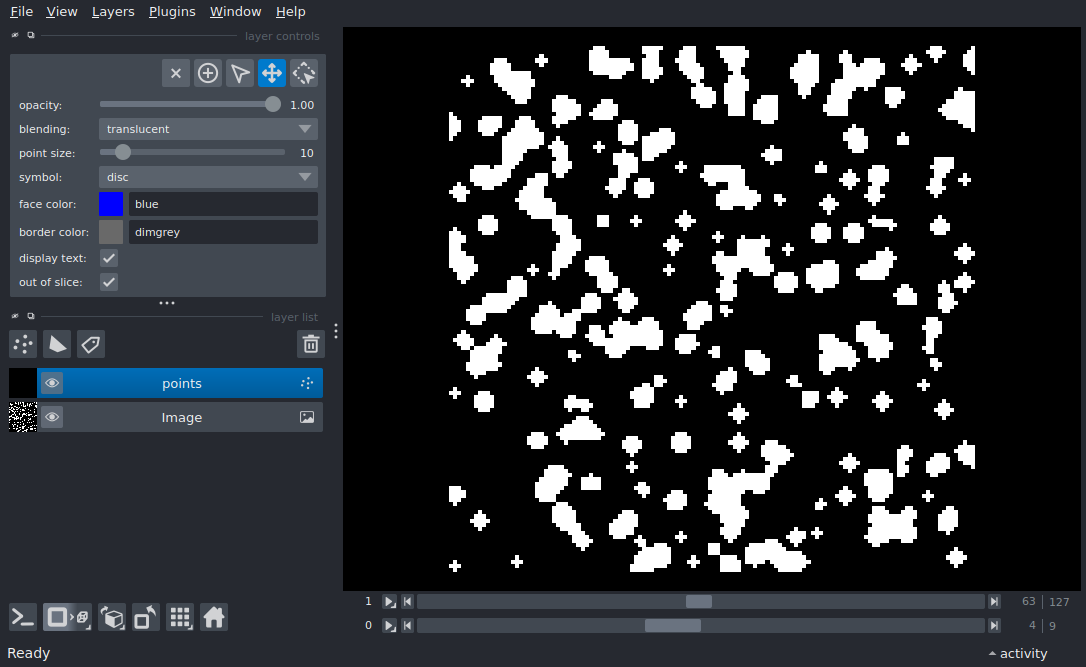 File View Layers Plugins Window Help
layer controls
opacity: 1.00
blending: translucent
point size: 10
symbol: disc
face color: blue
border color: dimgrey
display text:
out of slice:
layer list
points
Image
1 63 | 127
0 4 | 9
Ready activity